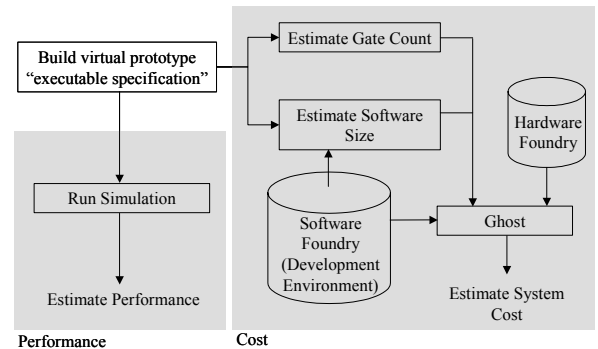 Build virtual prototype
“executable specification”
Estimate Gate Count
Estimate Software
Size
Hardware
Foundry
Run Simulation
Software
Foundry
(Development
Environment)
Ghost
Estimate Performance
Estimate System
Cost
Performance
Cost